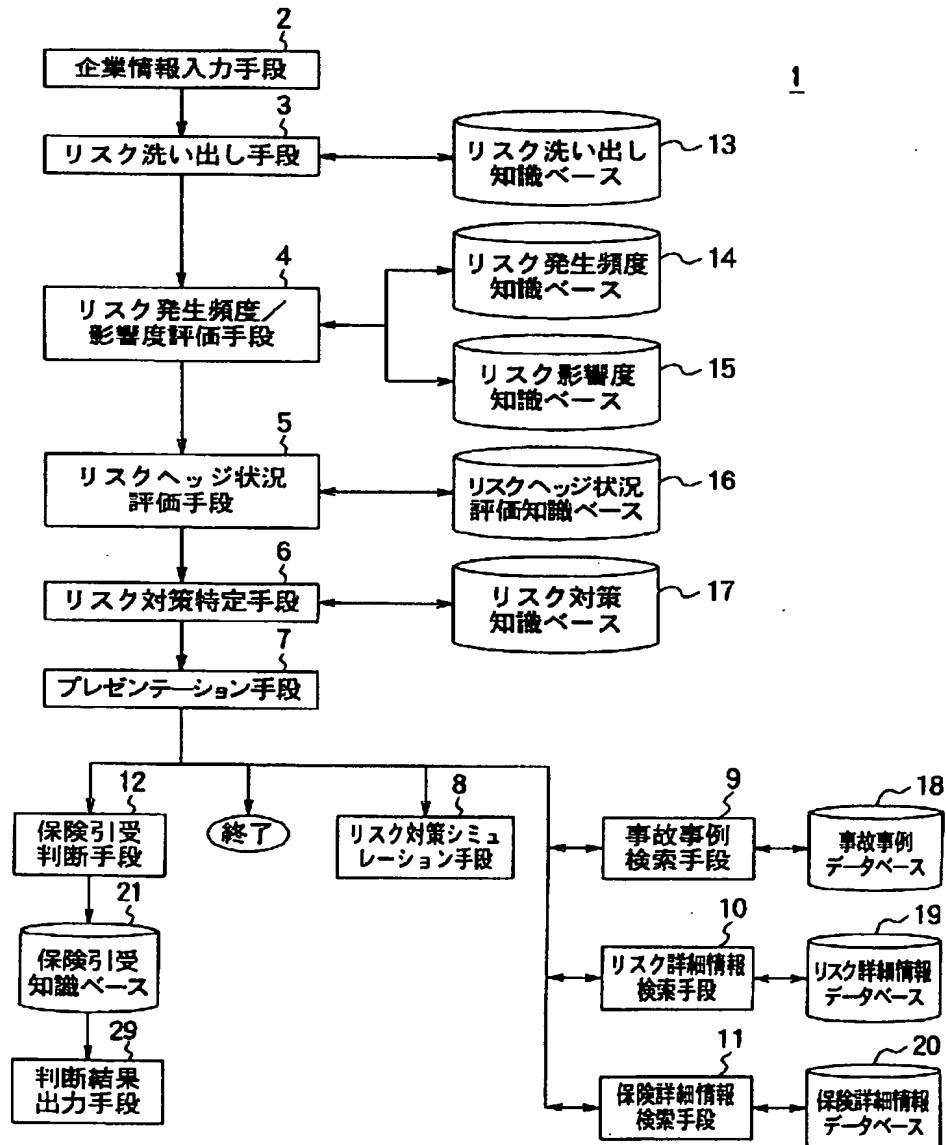 2
企業情報入力手段
1
3
リスク洗い出し手段
リスク洗い出し
知識ベース
13
4
リスク発生頻度/
影響度評価手段
リスク発生頻度
知識ベース
14
リスク影響度
知識ベース
15
5
リスクヘッジ状況
評価手段
リスクヘッジ状況
評価知識ベース
16
6
リスク対策特定手段
リスク対策
知識ベース
17
7
プレゼンテーション手段
12
保険引受
判断手段
終了
8
リスク対策シミュ
レーション手段
9
事故事例
検索手段
18
事故事例
データベース
21
保険引受
知識ベース
10
リスク詳細情報
検索手段
19
リスク詳細情報
データベース
29
判断結果
出力手段
11
保険詳細情報
検索手段
20
保険詳細情報
データベース